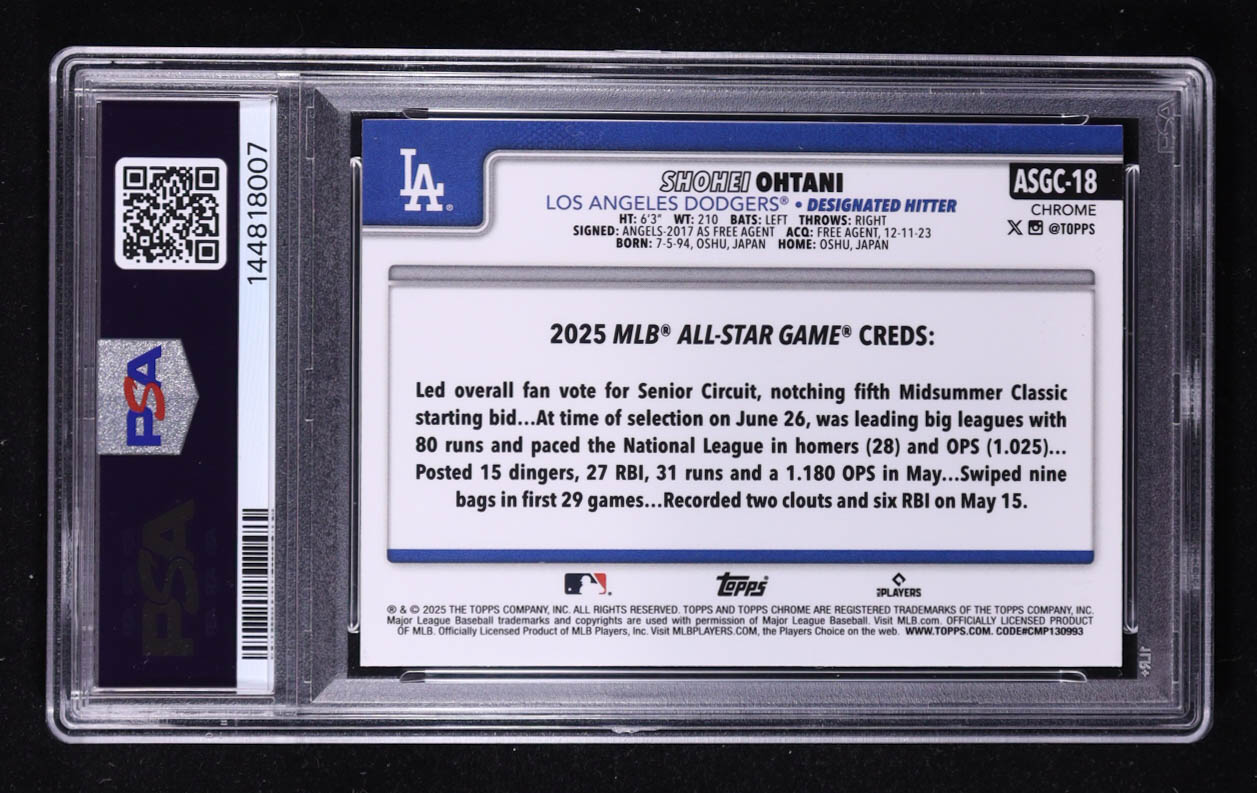 144818007
PSA
PSA
LA
SHOHEI OHTANI
LOS ANGELES DODGERS® • DESIGNATED HITTER
HT: 6'3" WT: 210 BATS: LEFT THROWS: RIGHT
SIGNED: ANGELS-2017 AS FREE AGENT ACQ: FREE AGENT, 12-11-23
BORN: 7-5-94, OSHU, JAPAN HOME: OSHU, JAPAN
ASGC-18
CHROME
X @TOPPS
2025 MLB® ALL-STAR GAME® CREDS:
Led overall fan vote for Senior Circuit, notching fifth Midsummer Classic
starting bid...At time of selection on June 26, was leading big leagues with
80 runs and paced the National League in homers (28) and OPS (1.025)...
Posted 15 dingers, 27 RBI, 31 runs and a 1.180 OPS in May...Swiped nine
bags in first 29 games...Recorded two clouts and six RBI on May 15.
topps®
PLAYERS
® & © 2025 THE TOPPS COMPANY, INC. ALL RIGHTS RESERVED. TOPPS AND TOPPS CHROME ARE REGISTERED TRADEMARKS OF THE TOPPS COMPANY, INC.
Major League Baseball trademarks and copyrights are used with permission of Major League Baseball. Visit MLB.com. OFFICIALLY LICENSED PRODUCT
OF MLB. Officially Licensed Product of MLB Players, Inc. Visit MLBPLAYERS.COM, the Players Choice on the web. WWW.TOPPS.COM. CODE#CMP130993
PSA